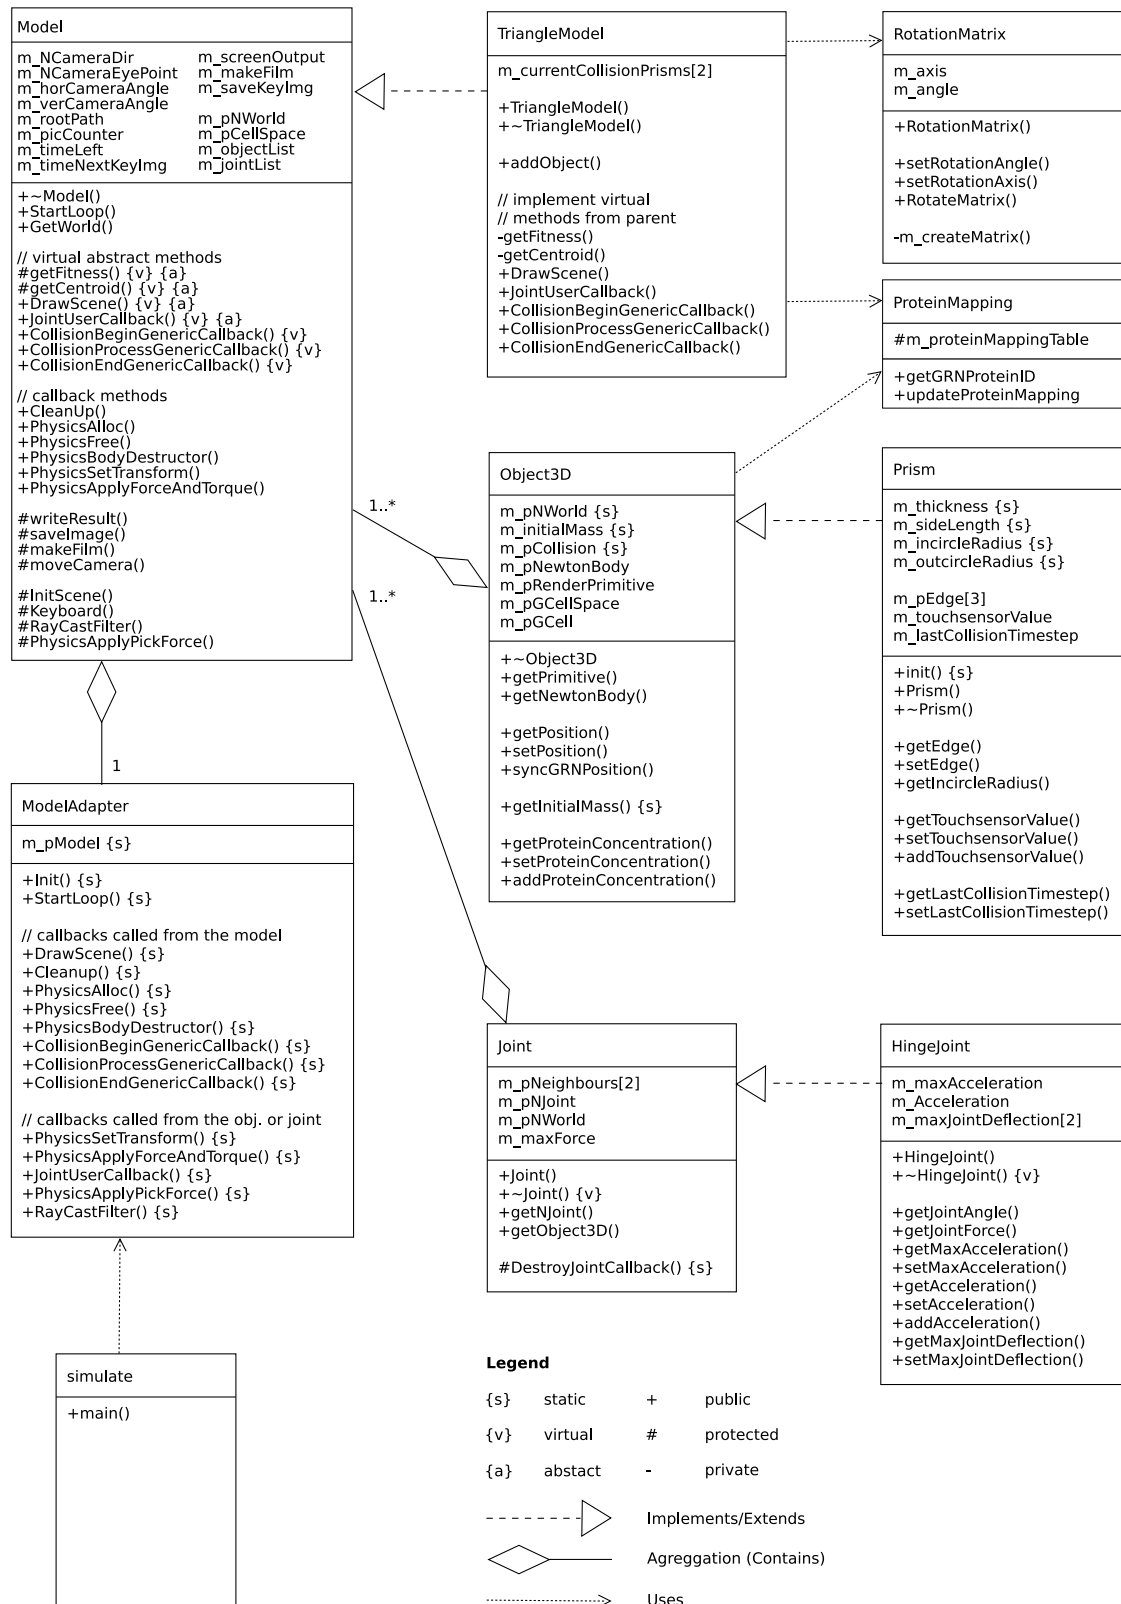 Model
m_NCameraDir m_screenOutput
m_NCameraEyePoint m_makeFilm
m_horCameraAngle m_saveKeyImg
m_verCameraAngle
m_rootPath m_pNWorld
m_picCounter m_pCellSpace
m_timeLeft m_objectList
m_timeNextKeyImg m_jointList
+~Model()
+StartLoop()
+GetWorld()
// virtual abstract methods
#getFitness() {v} {a}
#getCentroid() {v} {a}
+DrawScene() {v} {a}
+JointUserCallback() {v} {a}
+CollisionBeginGenericCallback() {v}
+CollisionProcessGenericCallback() {v}
+CollisionEndGenericCallback() {v}
// callback methods
+CleanUp()
+PhysicsAlloc()
+PhysicsFree()
+PhysicsBodyDestructor()
+PhysicsSetTransform()
+PhysicsApplyForceAndTorque()
#writeResult()
#saveImage()
#makeFilm()
#moveCamera()
#InitScene()
#Keyboard()
#RayCastFilter()
#PhysicsApplyPickForce()
TriangleModel
m_currentCollisionPrisms[2]
+TriangleModel()
+~TriangleModel()
+addObject()
// implement virtual
// methods from parent
-getFitness()
-getCentroid()
+DrawScene()
+JointUserCallback()
+CollisionBeginGenericCallback()
+CollisionProcessGenericCallback()
+CollisionEndGenericCallback()
RotationMatrix
m_axis
m_angle
+RotationMatrix()
+setRotationAngle()
+setRotationAxis()
+RotateMatrix()
-m_createMatrix()
ProteinMapping
#m_proteinMappingTable
+getGRNProteinID
+updateProteinMapping
1..*
1..*
Object3D
m_pNWorld {s}
m_initialMass {s}
m_pCollision {s}
m_pNewtonBody
m_pRenderPrimitive
m_pGCellSpace
m_pGCell
+~Object3D
+getPrimitive()
+getNewtonBody()
+getPosition()
+setPosition()
+syncGRNPosition()
+getInitialMass() {s}
+getProteinConcentration()
+setProteinConcentration()
+addProteinConcentration()
Prism
m_thickness {s}
m_sideLength {s}
m_incircleRadius {s}
m_outcircleRadius {s}
m_pEdge[3]
m_touchsensorValue
m_lastCollisionTimestep
+init() {s}
+Prism()
+~Prism()
+getEdge()
+setEdge()
+getIncircleRadius()
+getTouchsensorValue()
+setTouchsensorValue()
+addTouchsensorValue()
+getLastCollisionTimestep()
+setLastCollisionTimestep()
1
ModelAdapter
m_pModel {s}
+Init() {s}
+StartLoop() {s}
// callbacks called from the model
+DrawScene() {s}
+Cleanup() {s}
+PhysicsAlloc() {s}
+PhysicsFree() {s}
+PhysicsBodyDestructor() {s}
+CollisionBeginGenericCallback() {s}
+CollisionProcessGenericCallback() {s}
+CollisionEndGenericCallback() {s}
// callbacks called from the obj. or joint
+PhysicsSetTransform() {s}
+PhysicsApplyForceAndTorque() {s}
+JointUserCallback() {s}
+PhysicsApplyPickForce() {s}
+RayCastFilter() {s}
Joint
m_pNeighbours[2]
m_pNJoint
m_pNWorld
m_maxForce
+Joint()
+~Joint() {v}
+getNJoint()
+getObject3D()
#DestroyJointCallback() {s}
HingeJoint
m_maxAcceleration
m_Acceleration
m_maxJointDeflection[2]
+HingeJoint()
+~HingeJoint() {v}
+getJointAngle()
+getJointForce()
+getMaxAcceleration()
+setMaxAcceleration()
+getAcceleration()
+setAcceleration()
+addAcceleration()
+getMaxJointDeflection()
+setMaxJointDeflection()
simulate
+main()
Legend
{s} static + public
{v} virtual # protected
{a} abstact - private
Implements/Extends
Agreggation (Contains)
Uses